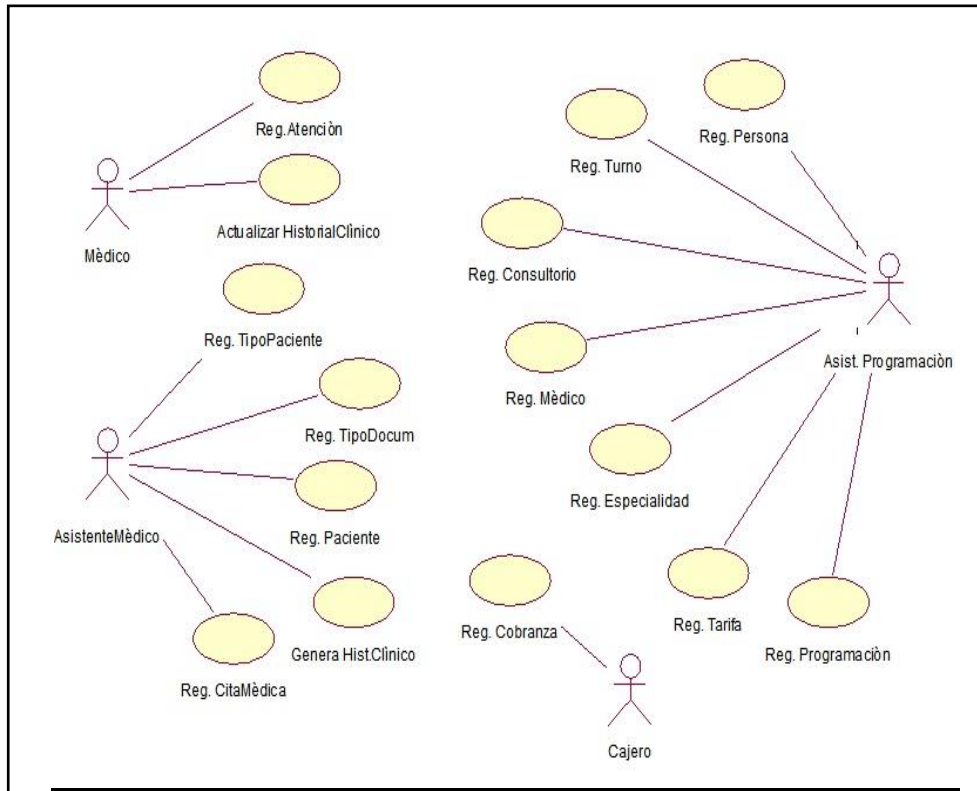 Reg.Atenciòn
Actualizar HistorialClìnico
Mèdico
Reg. TipoPaciente
Reg. TipoDocum
AsistenteMèdico
Reg. Paciente
Genera Hist.Clìnico
Reg. CitaMèdica
Reg. Persona
Reg. Turno
Reg. Consultorio
Asist. Programaciòn
Reg. Mèdico
Reg. Especialidad
Reg. Cobranza
Reg. Tarifa
Reg. Programaciòn
Cajero